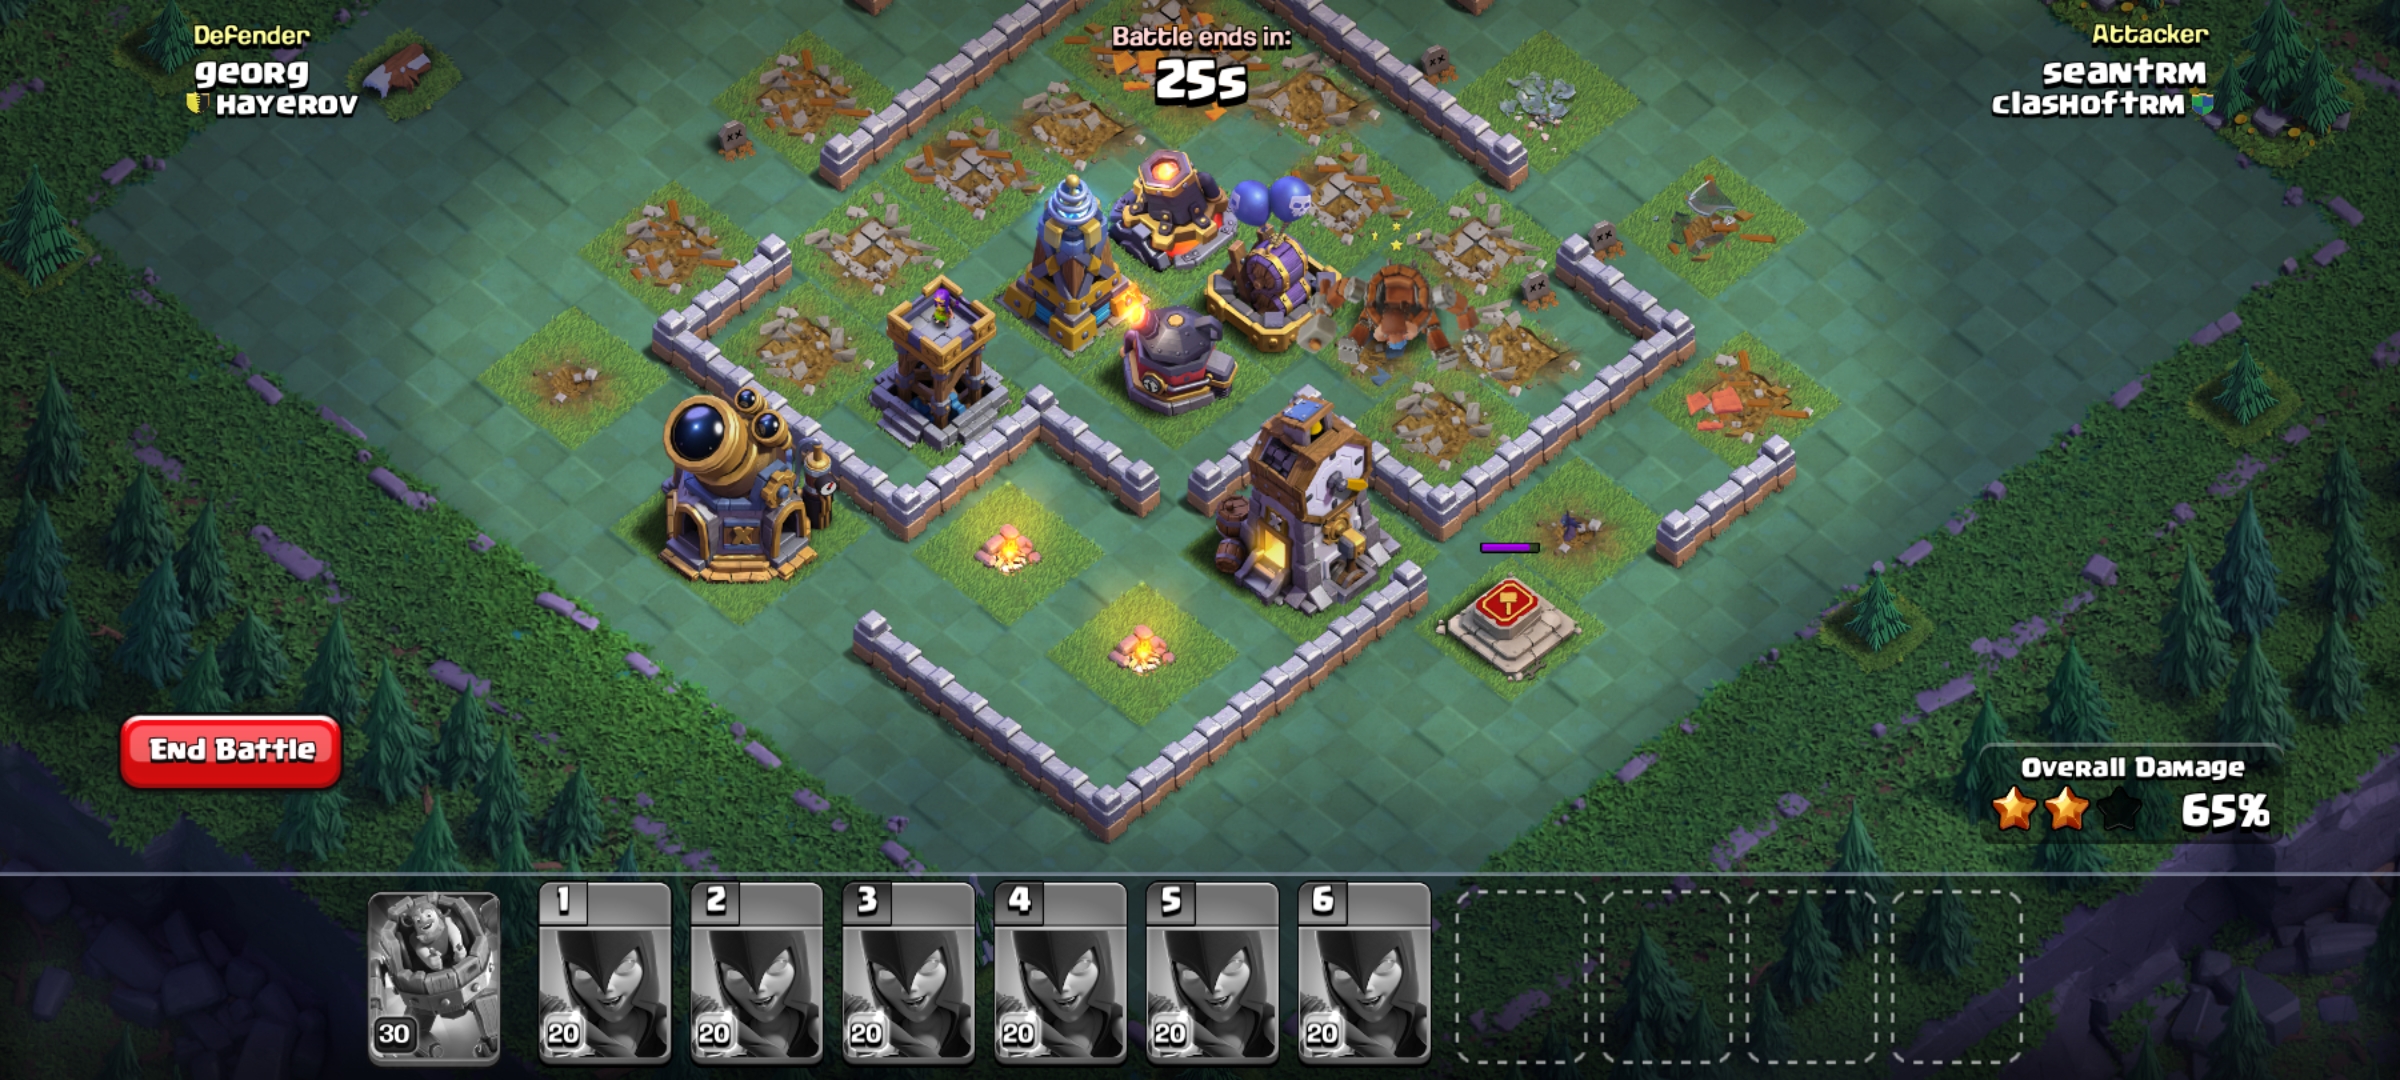 Defender
georg
HAYEROV
Battle ends in:
25s
Attacker
seantRM
clashoftRM
End Battle
Overall Damage
65%
1
2
3
4
5
6
30
20
20
20
20
20
20